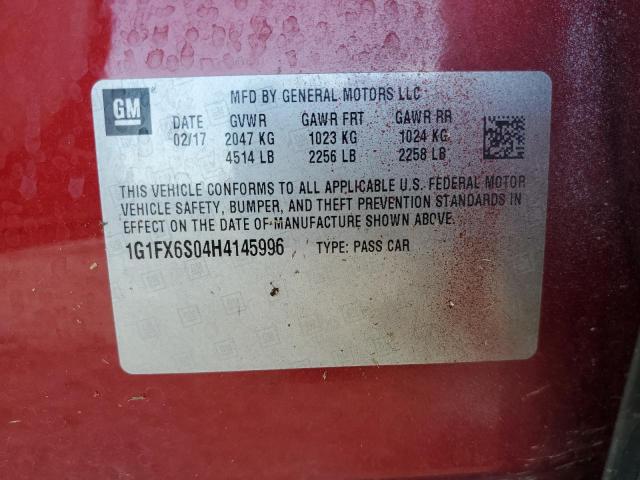 GM
MFD BY GENERAL MOTORS LLC
DATE GVWR GAWR FRT GAWR RR
02/17 2047 KG 1023 KG 1024 KG
4514 LB 2256 LB 2258 LB
THIS VEHICLE CONFORMS TO ALL APPLICABLE U.S. FEDERAL MOTOR
VEHICLE SAFETY, BUMPER, AND THEFT PREVENTION STANDARDS IN
EFFECT ON THE DATE OF MANUFACTURE SHOWN ABOVE.
1G1FX6S04H4145996 TYPE: PASS CAR